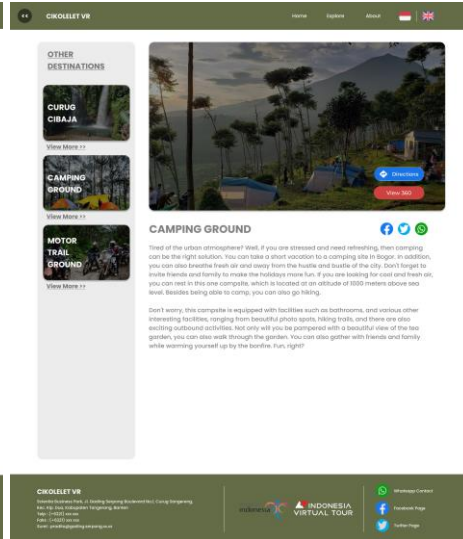 CIKOLELET VR
Home Explore About
OTHER
DESTINATIONS
CURUG
CIBAJA
View More >>
CAMPING
GROUND
View More >>
MOTOR
TRAIL
GROUND
View More >>
Directions
View 360
CAMPING GROUND
Tired of the urban atmosphere? Well, if you are stressed and need refreshing, then camping
can be the right solution. You can take a short vacation to a camping site in Bogor. In addition,
you can also breathe fresh air and away from the hustle and bustle of the city. Don't forget to
invite friends and family to make the holidays more fun. If you are looking for cool and fresh air,
you can rest in this one campsite, which is located at an altitude of 1000 meters above sea
level. Besides being able to camp, you can also go hiking.
Don't worry, this campsite is equipped with facilities such as bathrooms, and various other
interesting facilities, ranging from beautiful photo spots, hiking trails, and there are also
exciting outbound activities. Not only will you be pampered with a beautiful view of the tea
garden, you can also walk through the garden. You can also gather with friends and family
while warming yourself up by the bonfire. Fun, right?
CIKOLELET VR
indonesia
INDONESIA
VIRTUAL TOUR
Whatsapp Contact
Facebook Page
Twitter Page